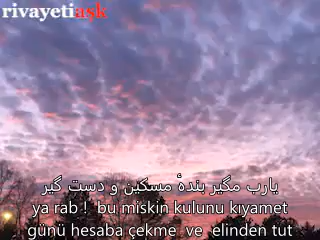 rivayetiaşk
یارب مگیر بندهٔ مسکین و دست گیر
ya rab ! bu miskin kulunu kıyamet
günü hesaba çekme ve elinden tut